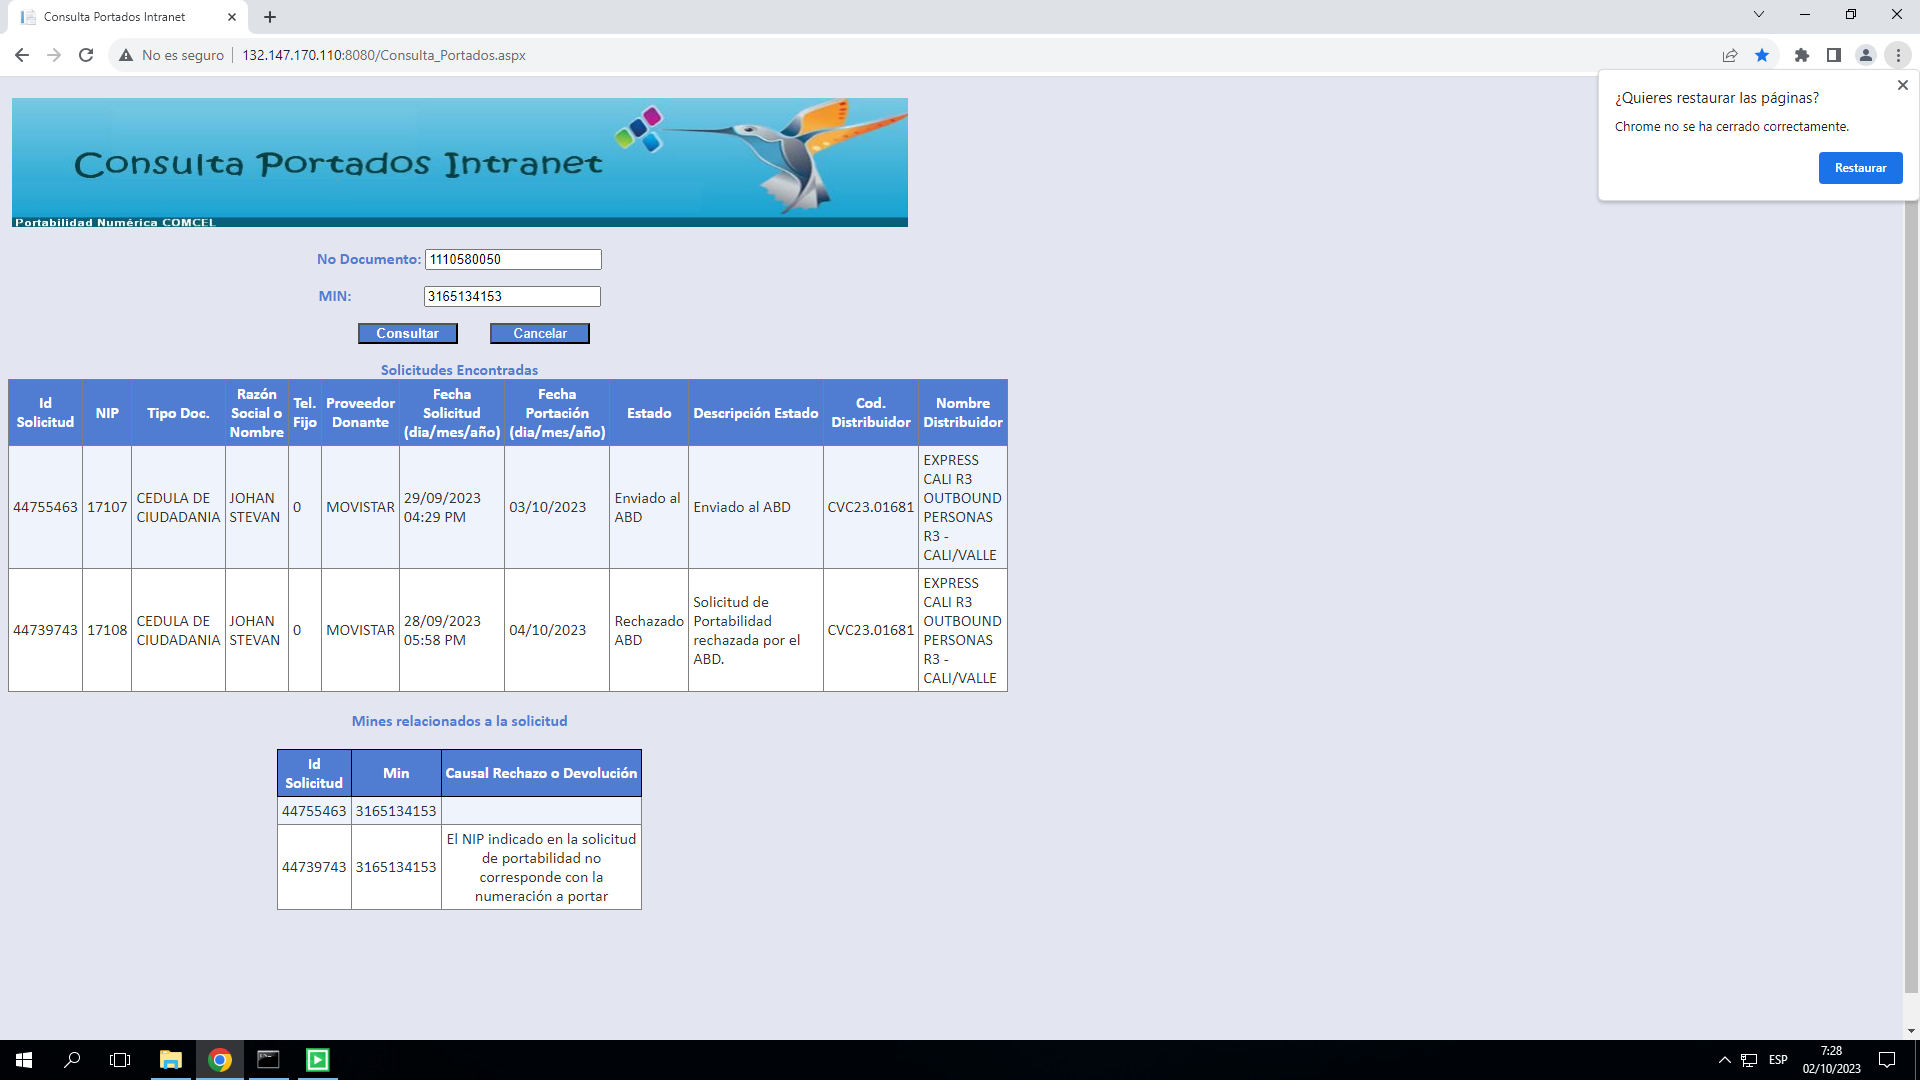 Consulta Portados Intranet
No es seguro
132.147.170.110:8080/Consulta_Portados.aspx
¿Quieres restaurar las páginas?
Chrome no se ha cerrado correctamente.
Restaurar
Consulta Portados Intranet
Portabilidad Numérica COMCEL
No Documento: 1110580050
MIN: 3165134153
Consultar Cancelar
Solicitudes Encontradas
Id Solicitud NIP Tipo Doc. Razón Social o Nombre Tel. Fijo Proveedor Donante Fecha Solicitud (dia/mes/año) Fecha Portación (dia/mes/año) Estado Descripción Estado Cod. Distribuidor Nombre Distribuidor
44755463 17107 CEDULA DE CIUDADANIA JOHAN STEVAN 0 MOVISTAR 29/09/2023 04:29 PM 03/10/2023 Enviado al ABD Enviado al ABD CVC23.01681 EXPRESS CALI R3 OUTBOUND PERSONAS R3 - CALI/VALLE
44739743 17108 CEDULA DE CIUDADANIA JOHAN STEVAN 0 MOVISTAR 28/09/2023 05:58 PM 04/10/2023 Rechazado ABD Solicitud de Portabilidad rechazada por el ABD. CVC23.01681 EXPRESS CALI R3 OUTBOUND PERSONAS R3 - CALI/VALLE
Mines relacionados a la solicitud
Id Solicitud Min Causal Rechazo o Devolución
44755463 3165134153
44739743 3165134153 El NIP indicado en la solicitud de portabilidad no corresponde con la numeración a portar
ESP
7:28
02/10/2023